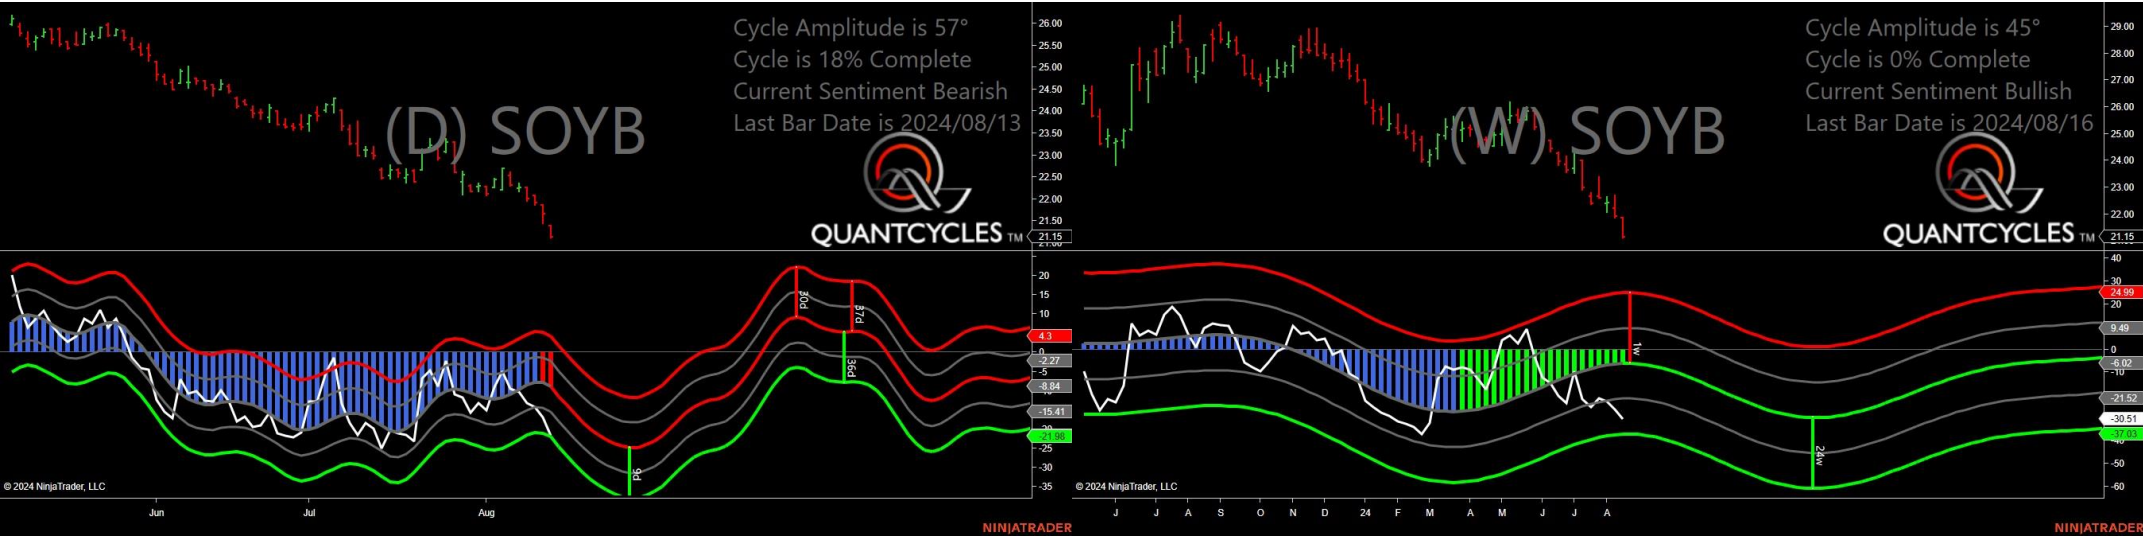 Cycle Amplitude is 57°
Cycle is 18% Complete
Current Sentiment Bearish
Last Bar Date is 2024/08/13
(D) SOYB
QUANTCYCLES TM
26.00
25.50
25.00
24.50
24.00
23.50
23.00
22.50
22.00
21.50
21.15
20
15
10
4.3
0
-2.27
-5
-8.84
-15.41
-21.98
-25
-30
-35
30d
37d
36d
9d
© 2024 NinjaTrader, LLC
Jun
Jul
Aug
NINJATRADER
Cycle Amplitude is 45°
Cycle is 0% Complete
Current Sentiment Bullish
Last Bar Date is 2024/08/16
(W) SOYB
QUANTCYCLES TM
29.00
28.00
27.00
26.00
25.00
24.00
23.00
22.00
21.15
40
30
24.99
20
9.49
0
-6.02
-10
-21.52
-30.51
-37.03
-50
-60
1w
24w
© 2024 NinjaTrader, LLC
J J A S O N D 24 F M A M J J A
NINJATRADER